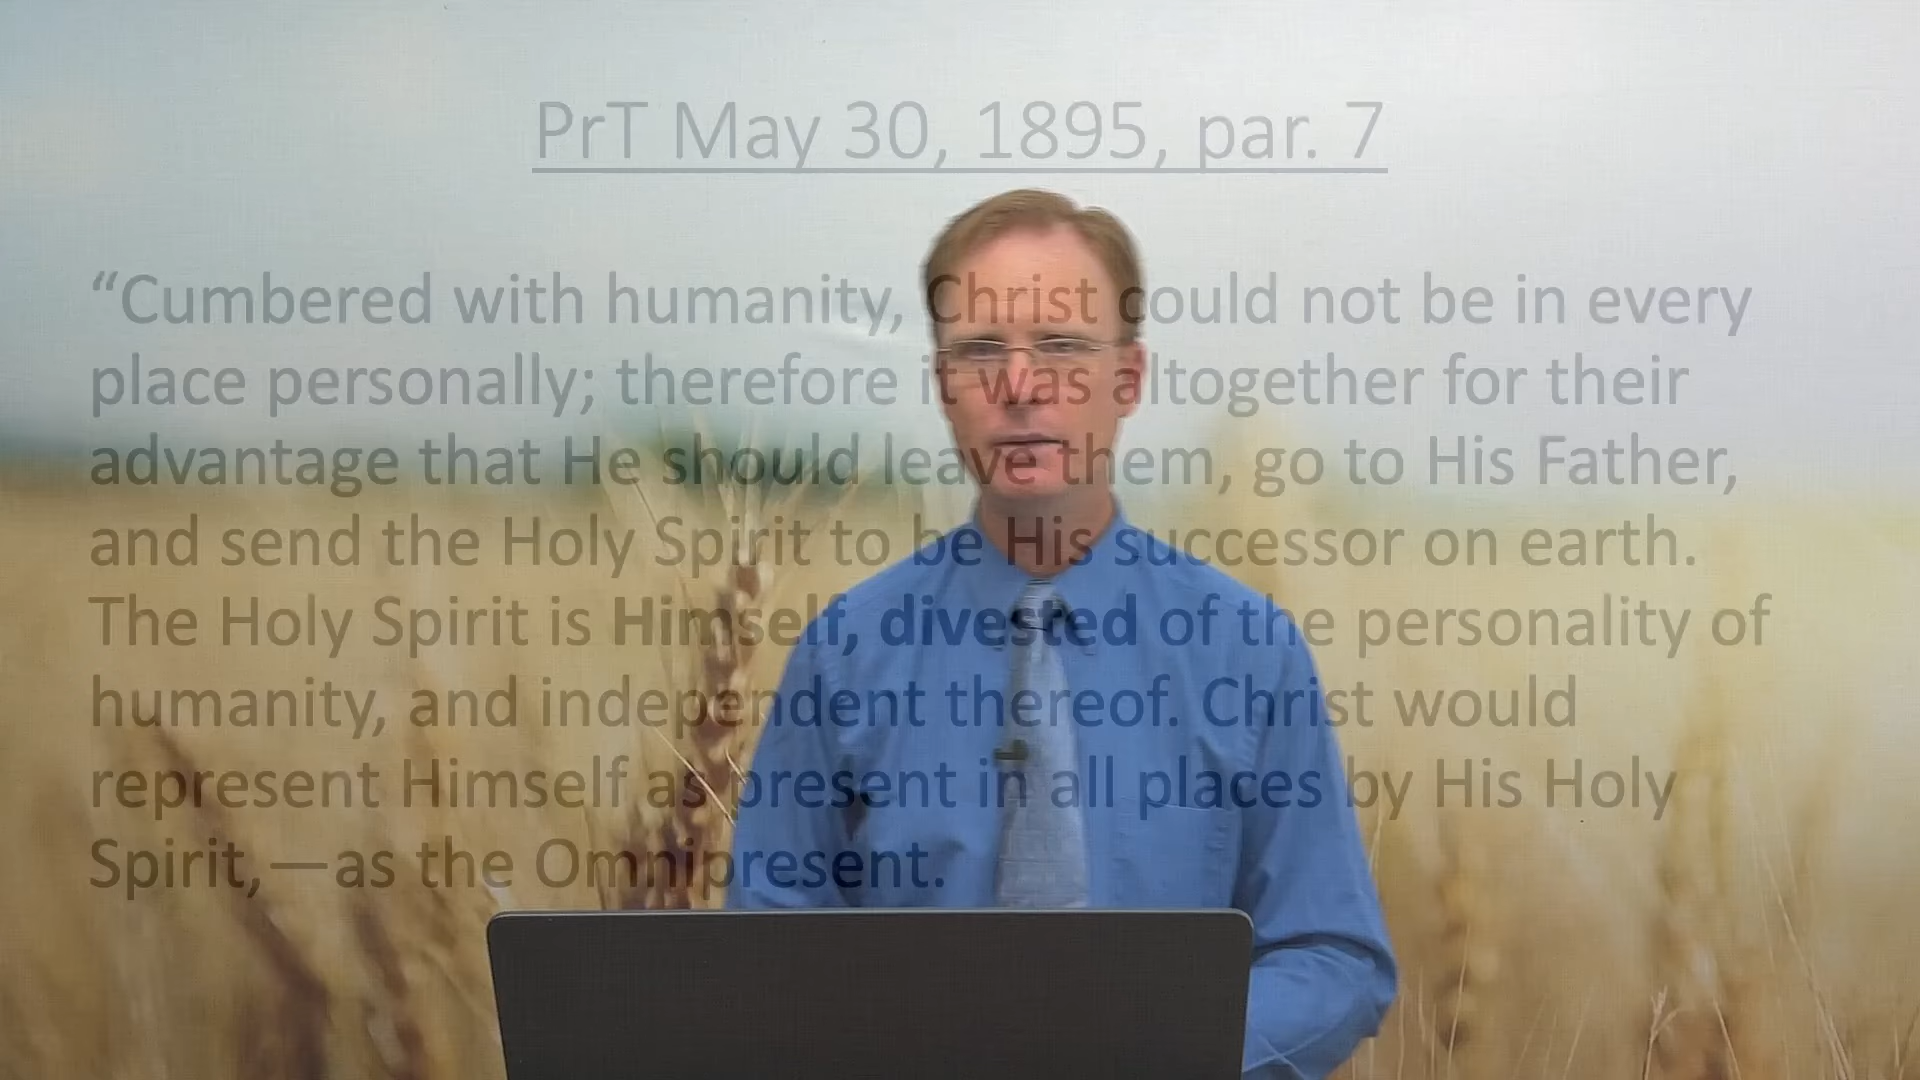 PrT May 30, 1895, par. 7
“Cumbered with humanity, Christ could not be in every
place personally; therefore it was altogether for their
advantage that He should leave them, go to His Father,
and send the Holy Spirit to be His successor on earth.
The Holy Spirit is Himself, divested of the personality of
humanity, and independent thereof. Christ would
represent Himself as present in all places by His Holy
Spirit,—as the Omnipresent.